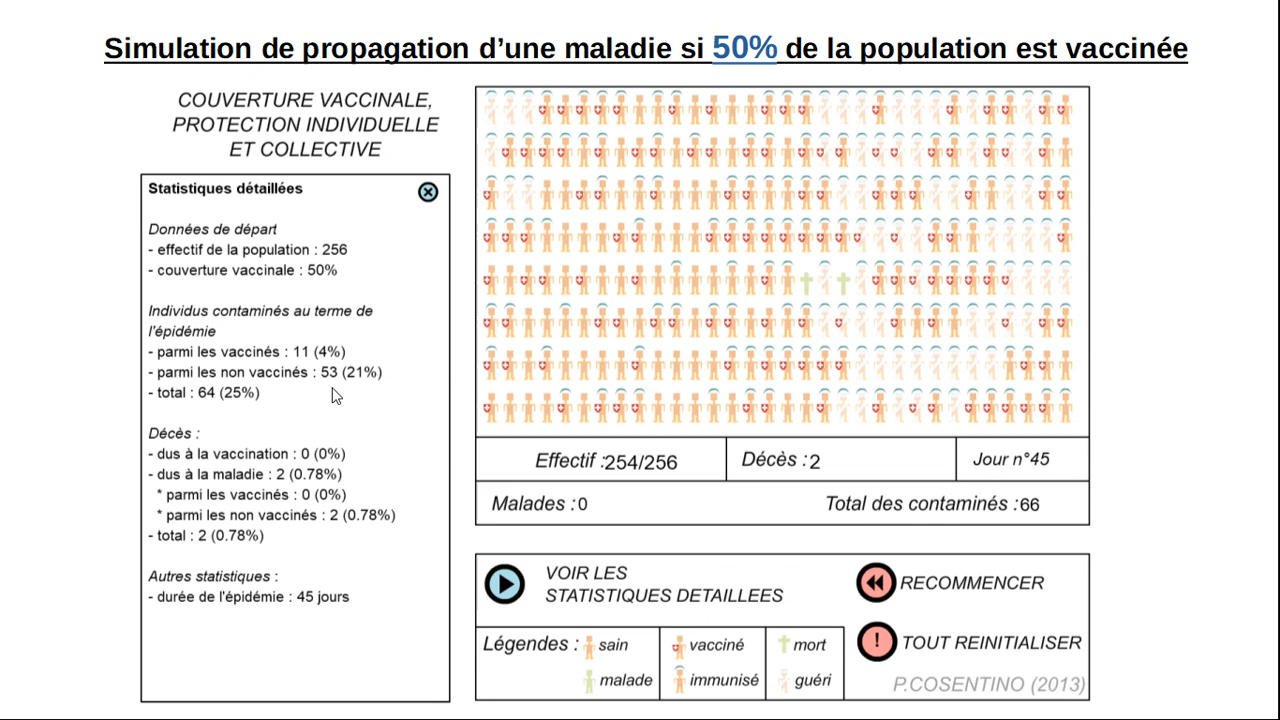 Simulation de propagation d’une maladie si 50% de la population est vaccinée
COUVERTURE VACCINALE,
PROTECTION INDIVIDUELLE
ET COLLECTIVE
Statistiques détaillées
Données de départ
- effectif de la population : 256
- couverture vaccinale : 50%
Individus contaminés au terme de
l'épidémie
- parmi les vaccinés : 11 (4%)
- parmi les non vaccinés : 53 (21%)
- total : 64 (25%)
Décès :
- dus à la vaccination : 0 (0%)
- dus à la maladie : 2 (0.78%)
* parmi les vaccinés : 0 (0%)
* parmi les non vaccinés : 2 (0.78%)
- total : 2 (0.78%)
Autres statistiques :
- durée de l'épidémie : 45 jours
Effectif :254/256
Décès : 2
Jour n°45
Malades : 0
Total des contaminés : 66
VOIR LES
STATISTIQUES DETAILLEES
RECOMMENCER
! TOUT REINITIALISER
Légendes : sain
vacciné
mort
malade
immunisé
guéri
P.COSENTINO (2013)